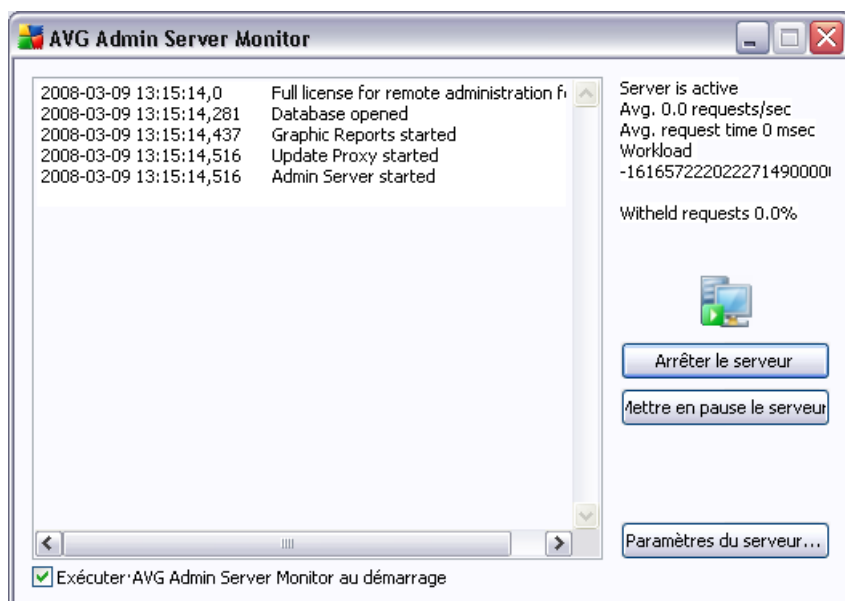 AVG Admin Server Monitor
2008-03-09 13:15:14,0 Full license for remote administration
2008-03-09 13:15:14,281 Database opened
2008-03-09 13:15:14,437 Graphic Reports started
2008-03-09 13:15:14,516 Update Proxy started
2008-03-09 13:15:14,516 Admin Server started
Server is active
Avg. 0.0 requests/sec
Avg. request time 0 msec
Workload
Witheld requests 0.0%
Arrêter le serveur
en pause le serveur
Paramètres du serveur...
Exécuter AVG Admin Server Monitor au démarrage